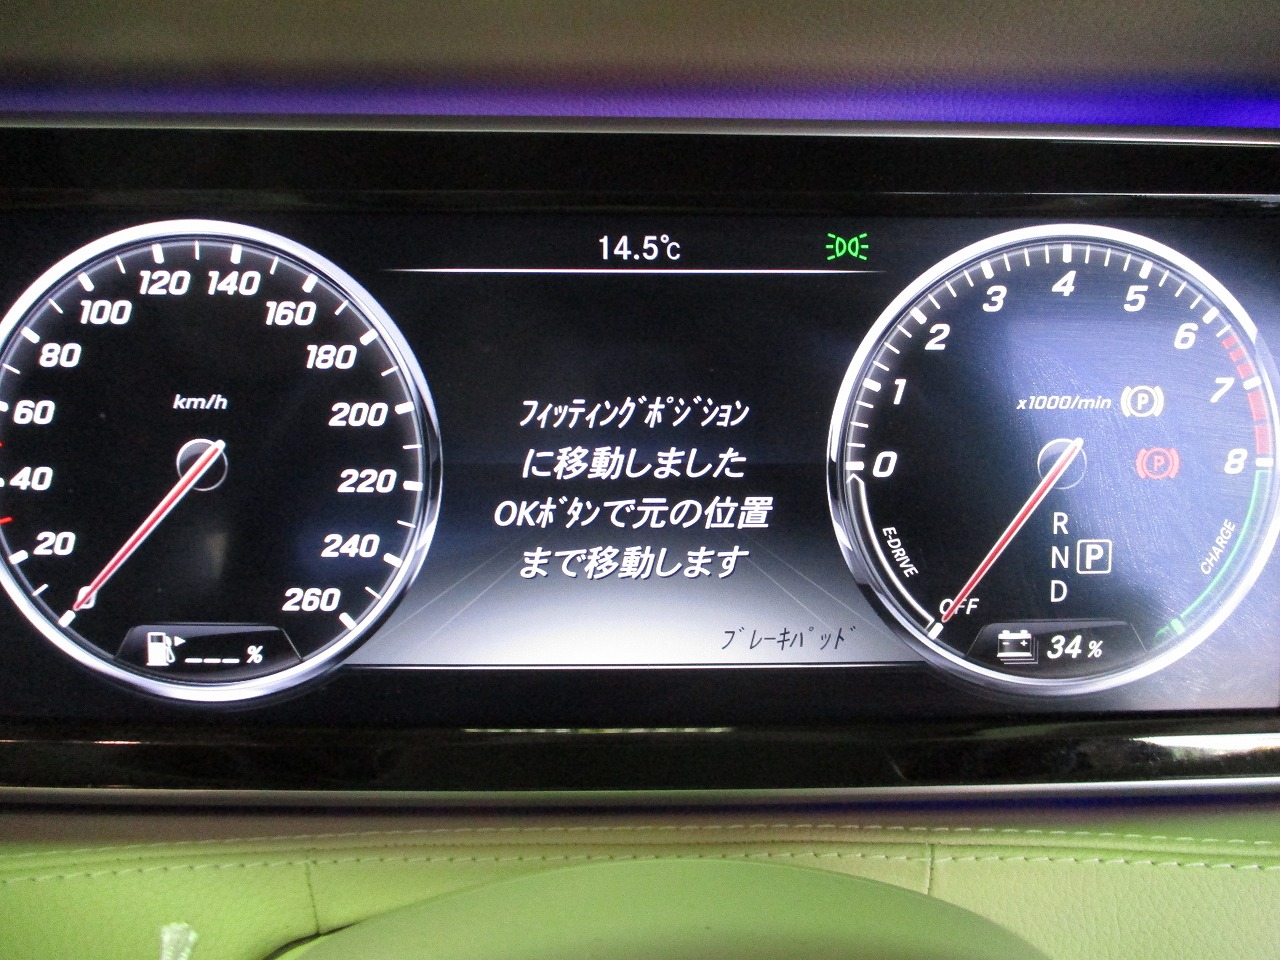 14.5℃
120 140
100 160
80 180
60 km/h 200
40 220
20 240
0 260
___ %
ﾌｨｯﾃｨﾝｸﾞﾎﾟｼﾞｼｮﾝ
に移動しました
OKﾎﾞﾀﾝで元の位置
まで移動します
ﾌﾞﾚｰｷﾊﾟｯﾄﾞ
3 4 5
2 6
1 x1000/min (P) 7
0 (P) 8
E-DRIVE
CHARGE
R
N P
D
OFF
34 %